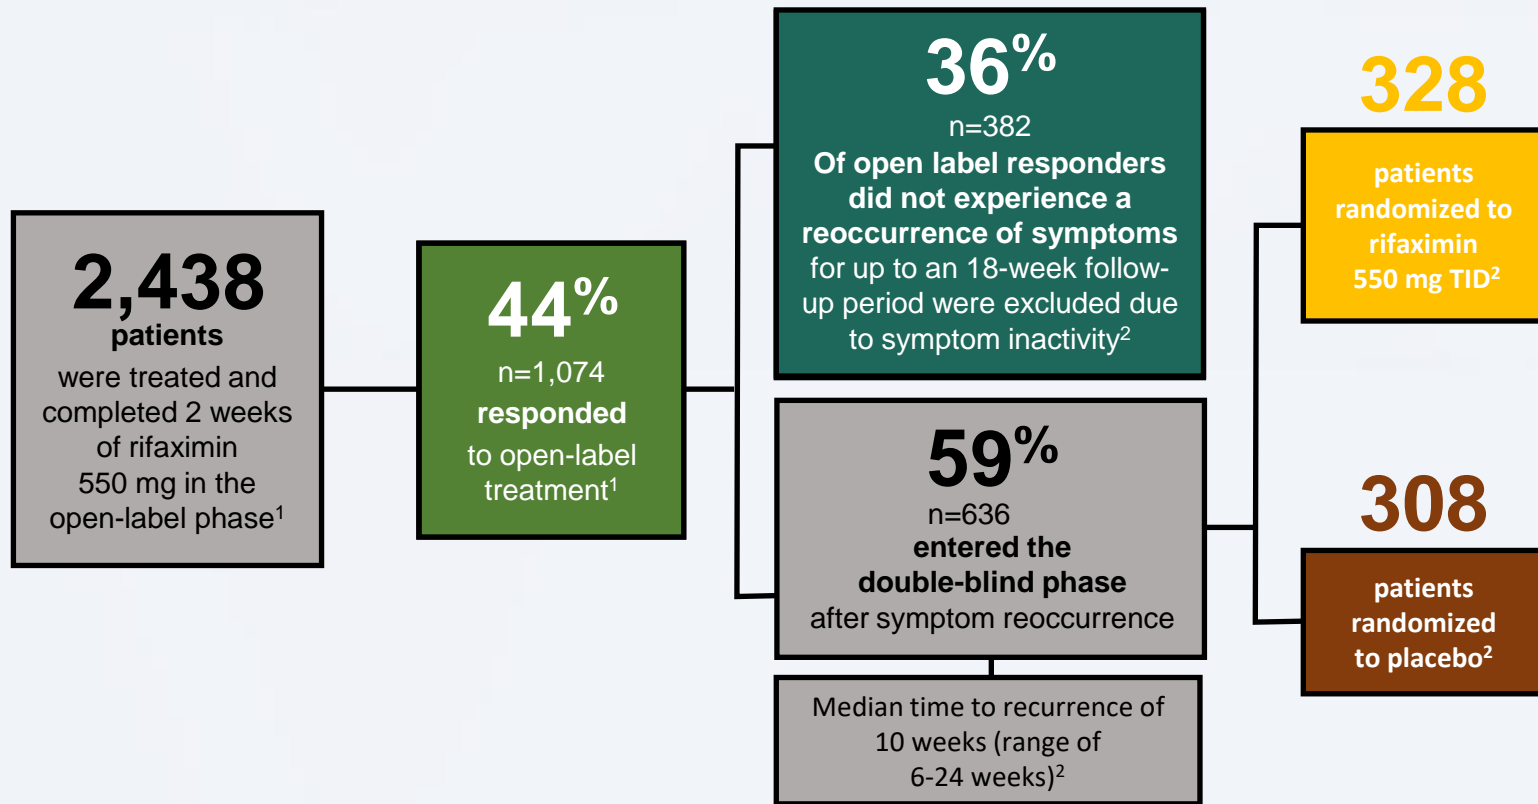 2,438
patients
were treated and
completed 2 weeks
of rifaximin
550 mg in the
open-label phase1
44%
n=1,074
responded
to open-label
treatment1
36%
n=382
Of open label responders
did not experience a
reoccurrence of symptoms
for up to an 18-week follow-
up period were excluded due
to symptom inactivity2
59%
n=636
entered the
double-blind phase
after symptom reoccurrence
Median time to recurrence of
10 weeks (range of
6-24 weeks)2
328
patients
randomized to
rifaximin
550 mg TID2
308
patients
randomized
to placebo2